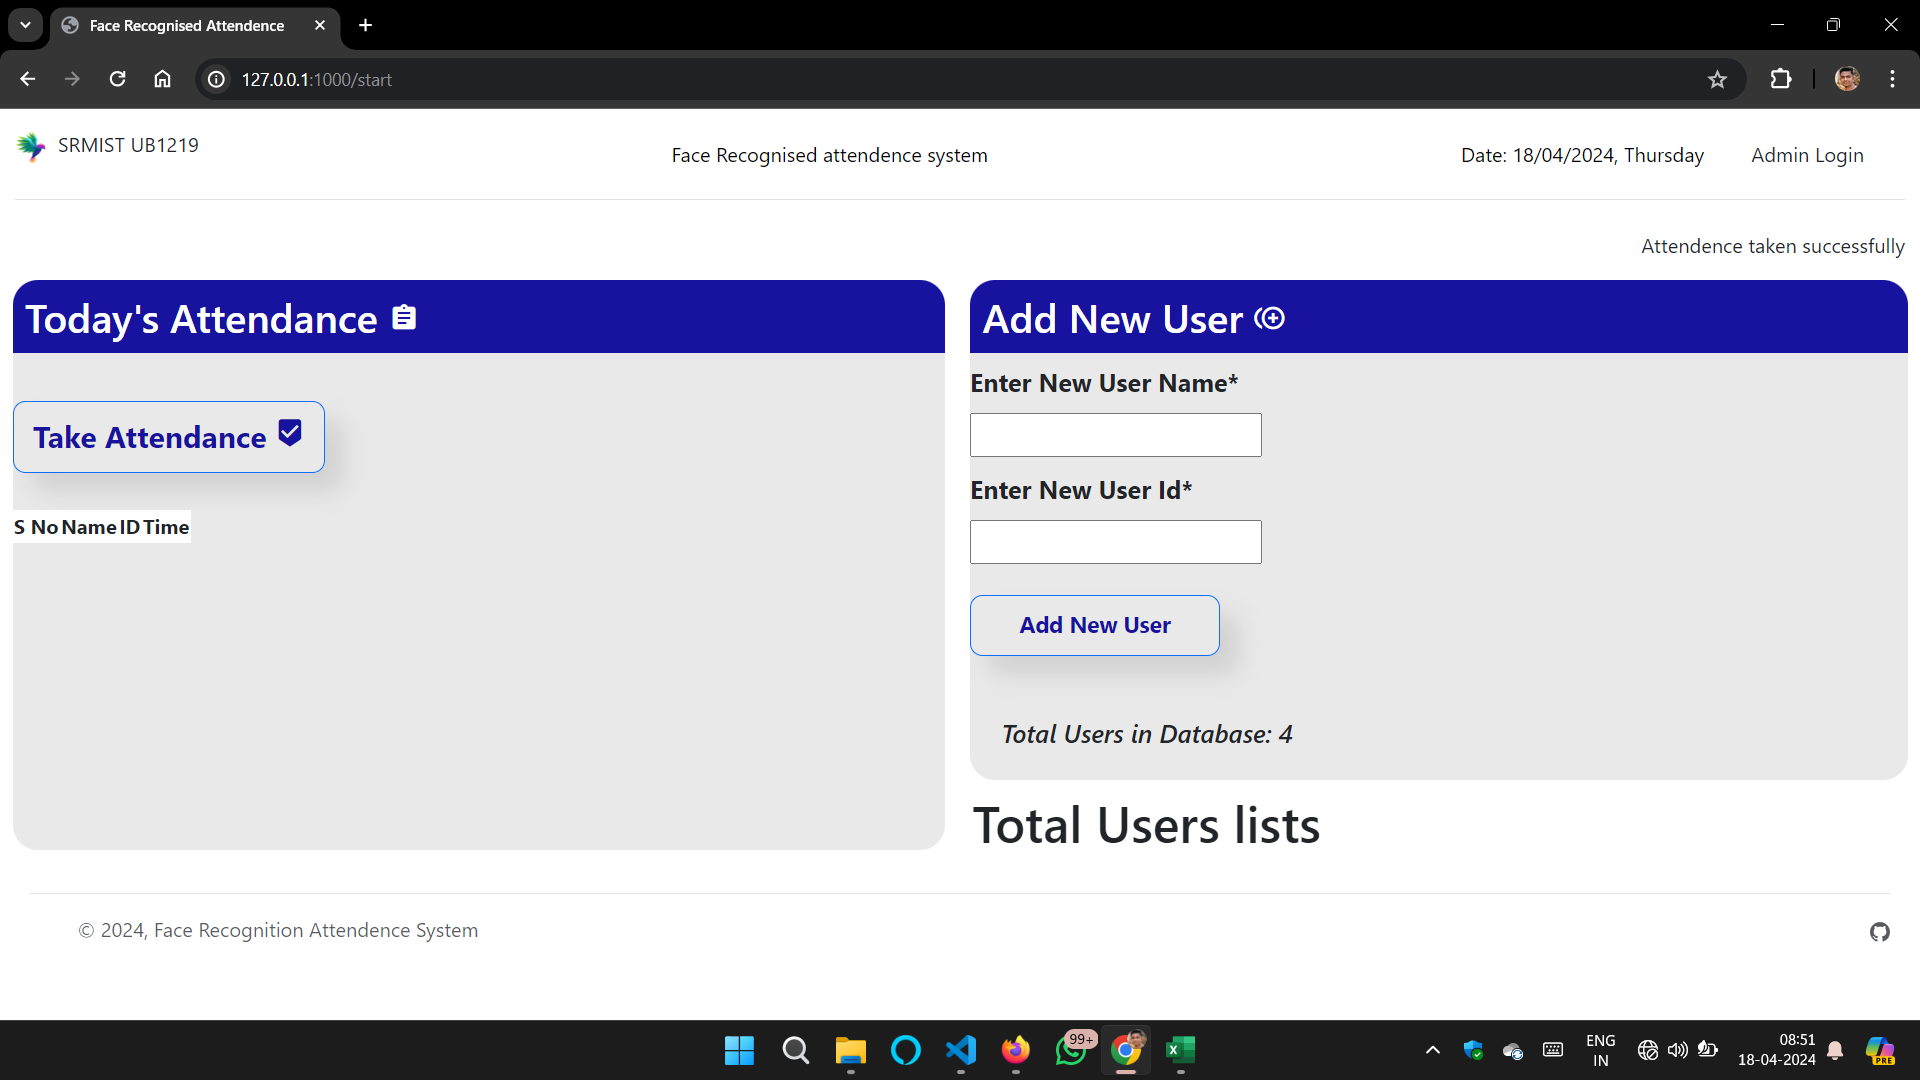 Face Recognised Attendence
127.0.0.1:1000/start
SRMIST UB1219
Face Recognised attendence system
Date: 18/04/2024, Thursday
Admin Login
Attendence taken successfully
Today's Attendance
Take Attendance
S No Name ID Time
Add New User
Enter New User Name*
Enter New User Id*
Add New User
Total Users in Database: 4
Total Users lists
© 2024, Face Recognition Attendence System
99+
ENG
IN
08:51
18-04-2024
PRE